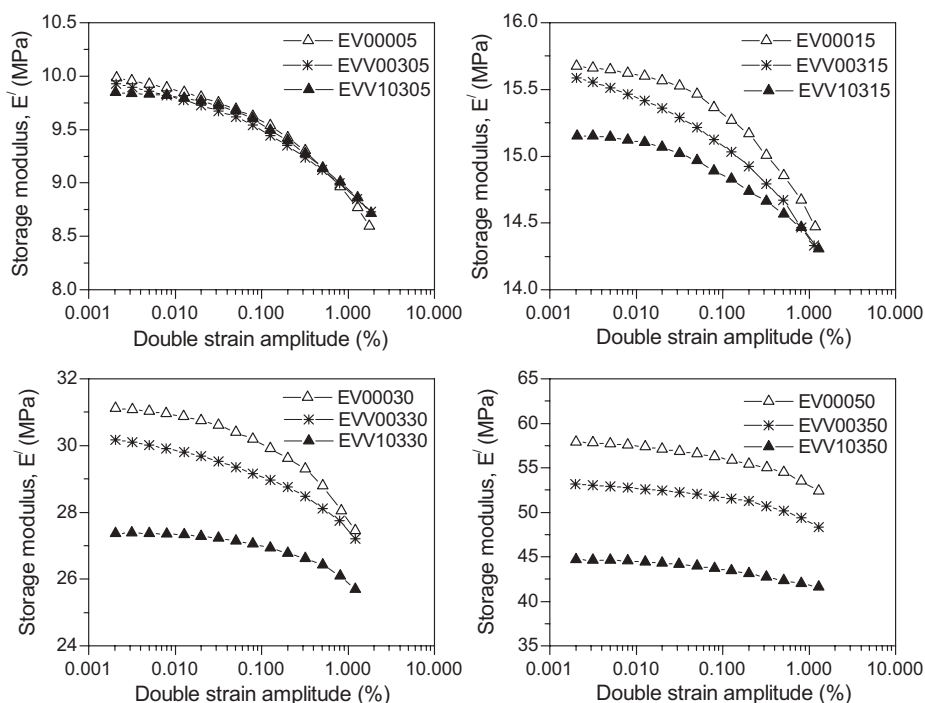 10.5
10.0
9.5
9.0
8.5
8.0
Storage modulus, E/ (MPa)
EV00005
EVV00305
EVV10305
0.001 0.010 0.100 1.000 10.000
Double strain amplitude (%)
16.0
15.5
15.0
14.5
14.0
Storage modulus, E/ (MPa)
EV00015
EVV00315
EVV10315
0.001 0.010 0.100 1.000 10.000
Double strain amplitude (%)
32
30
28
26
24
Storage modulus, E/ (MPa)
EV00030
EVV00330
EVV10330
0.001 0.010 0.100 1.000 10.000
Double strain amplitude (%)
65
60
55
50
45
40
35
Storage modulus, E/ (MPa)
EV00050
EVV00350
EVV10350
0.001 0.010 0.100 1.000 10.000
Double strain amplitude (%)